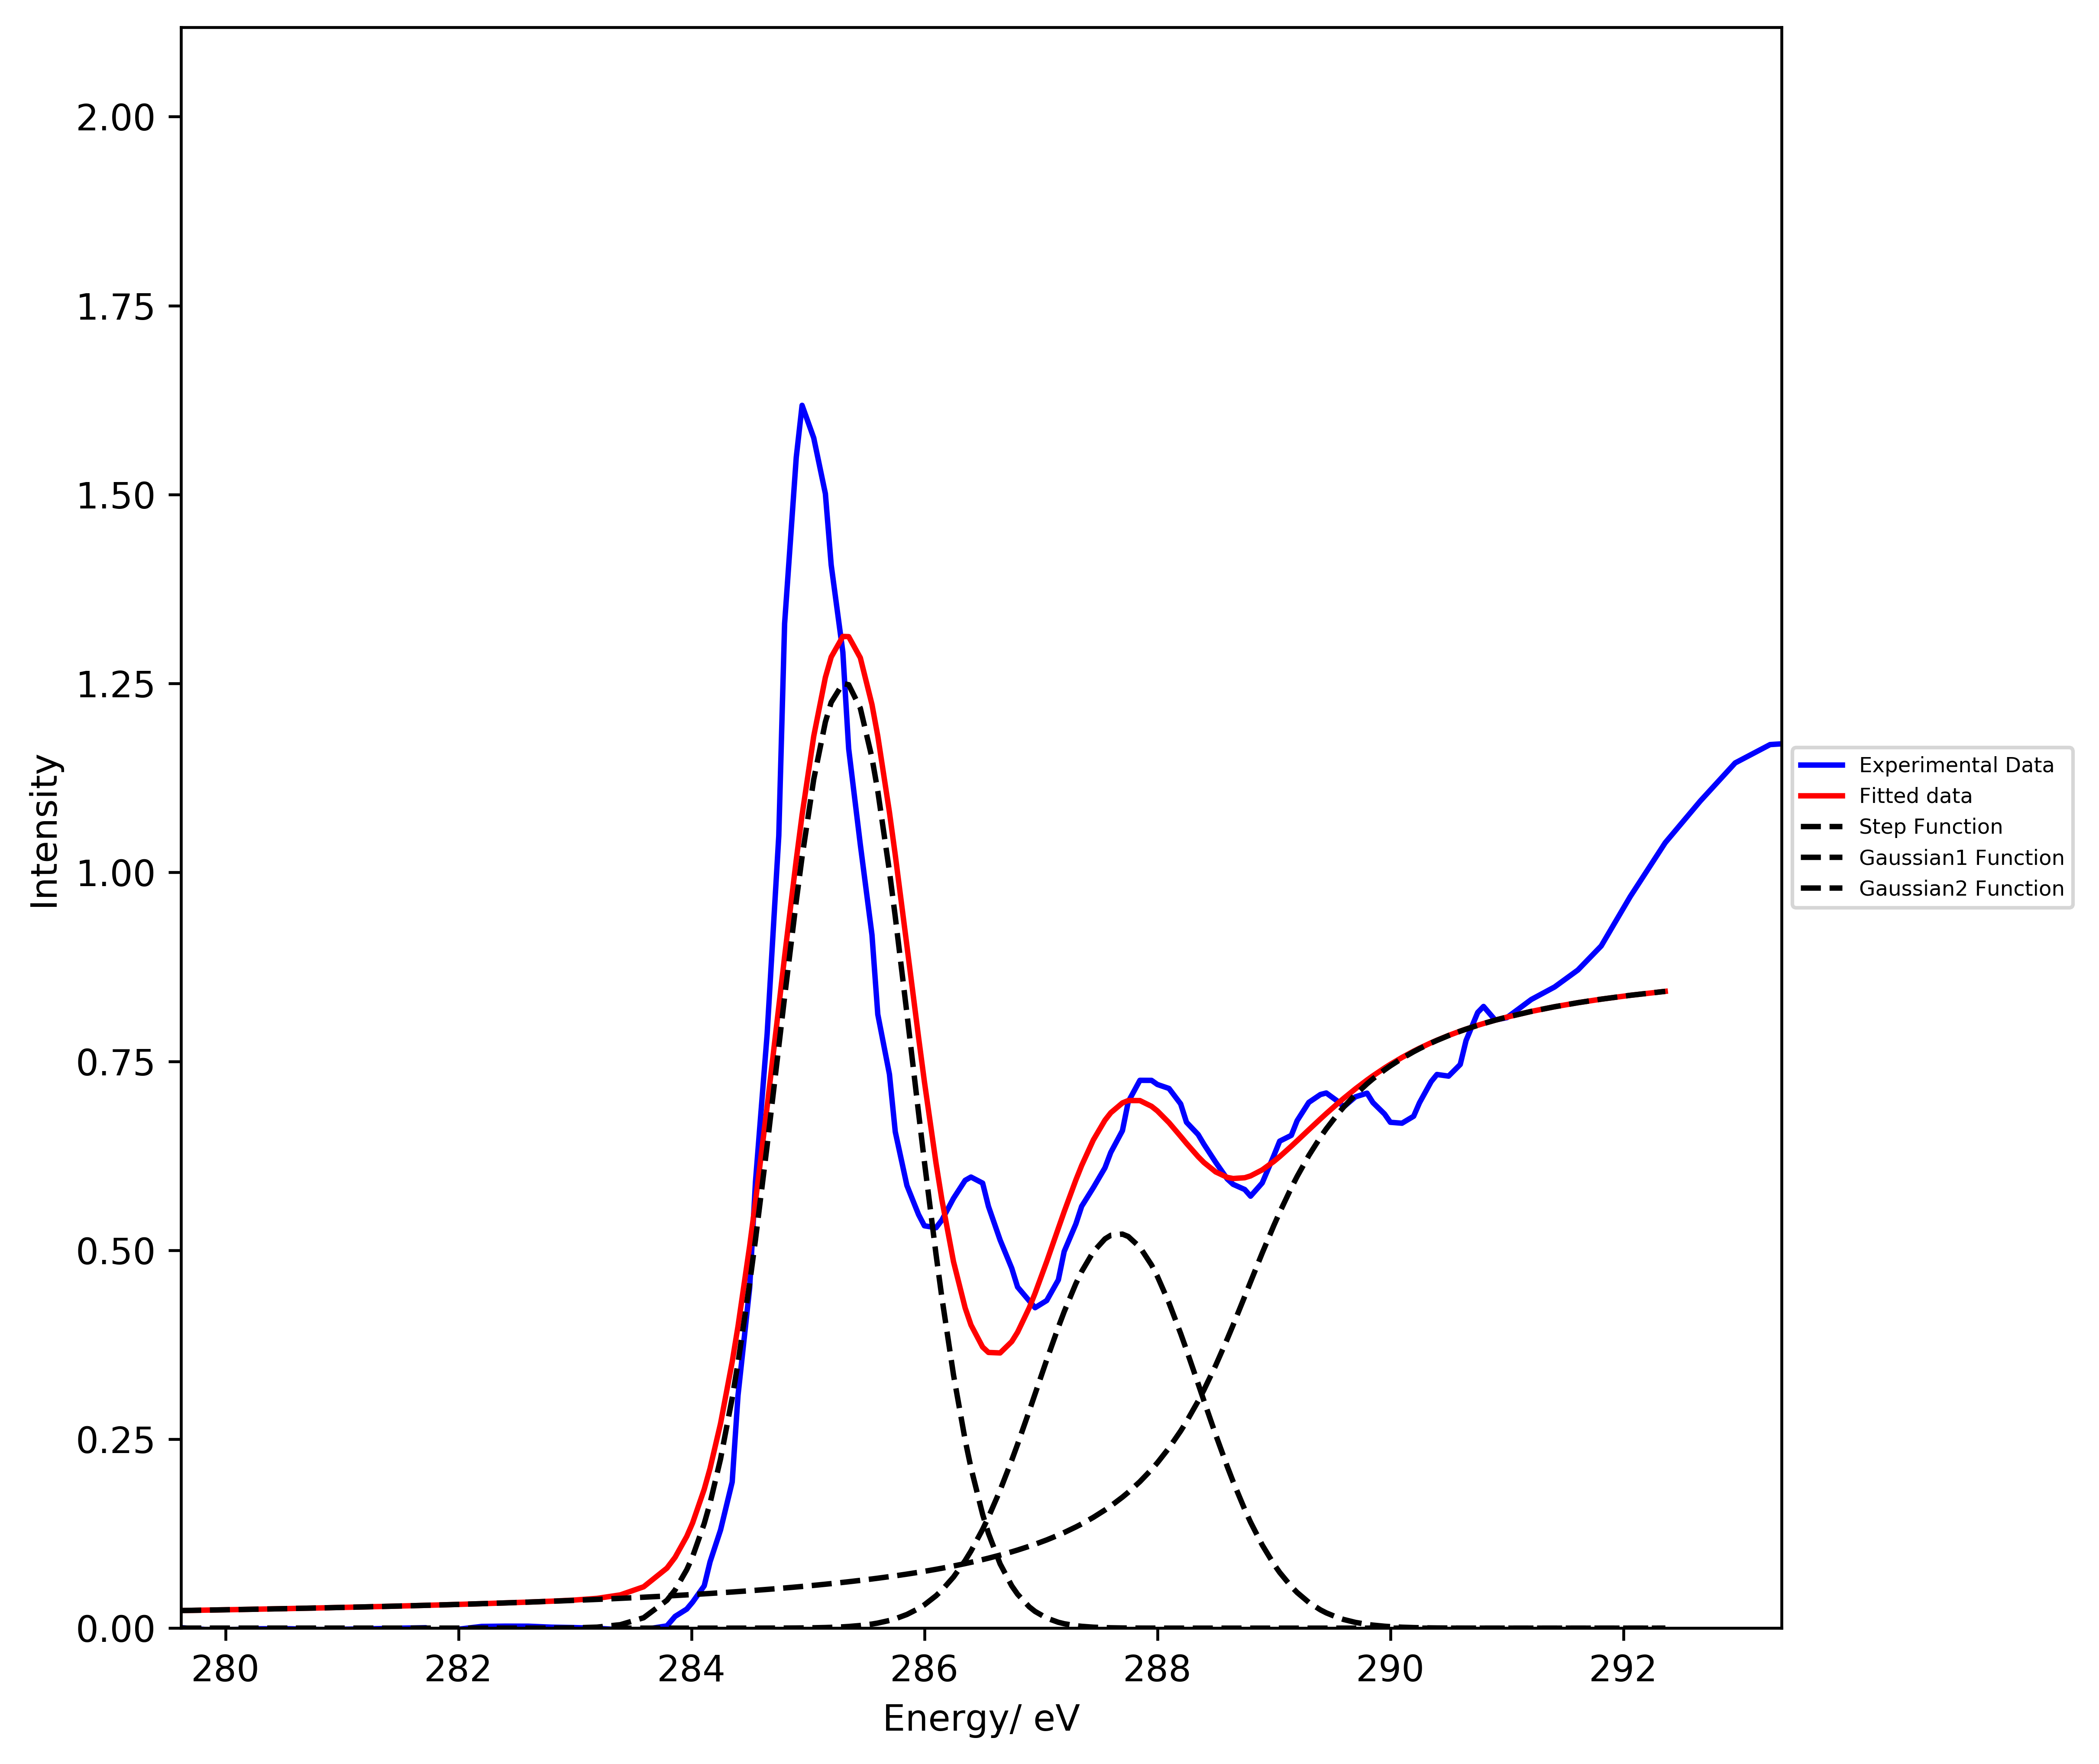 2.00
1.75
1.50
1.25
1.00
0.75
0.50
0.25
0.00
Intensity
280 282 284 286 288 290 292
Energy/ eV
Experimental Data
Fitted data
Step Function
Gaussian1 Function
Gaussian2 Function